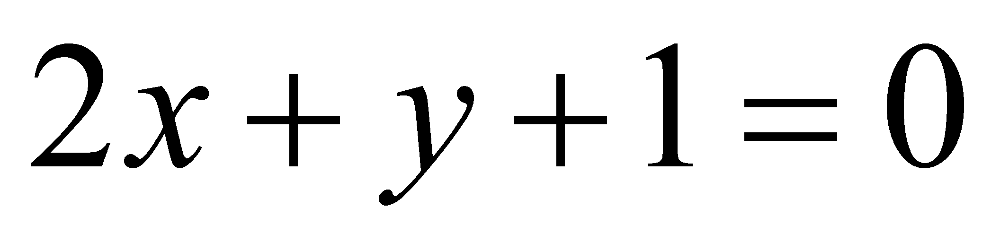 2x + y + 1 = 0